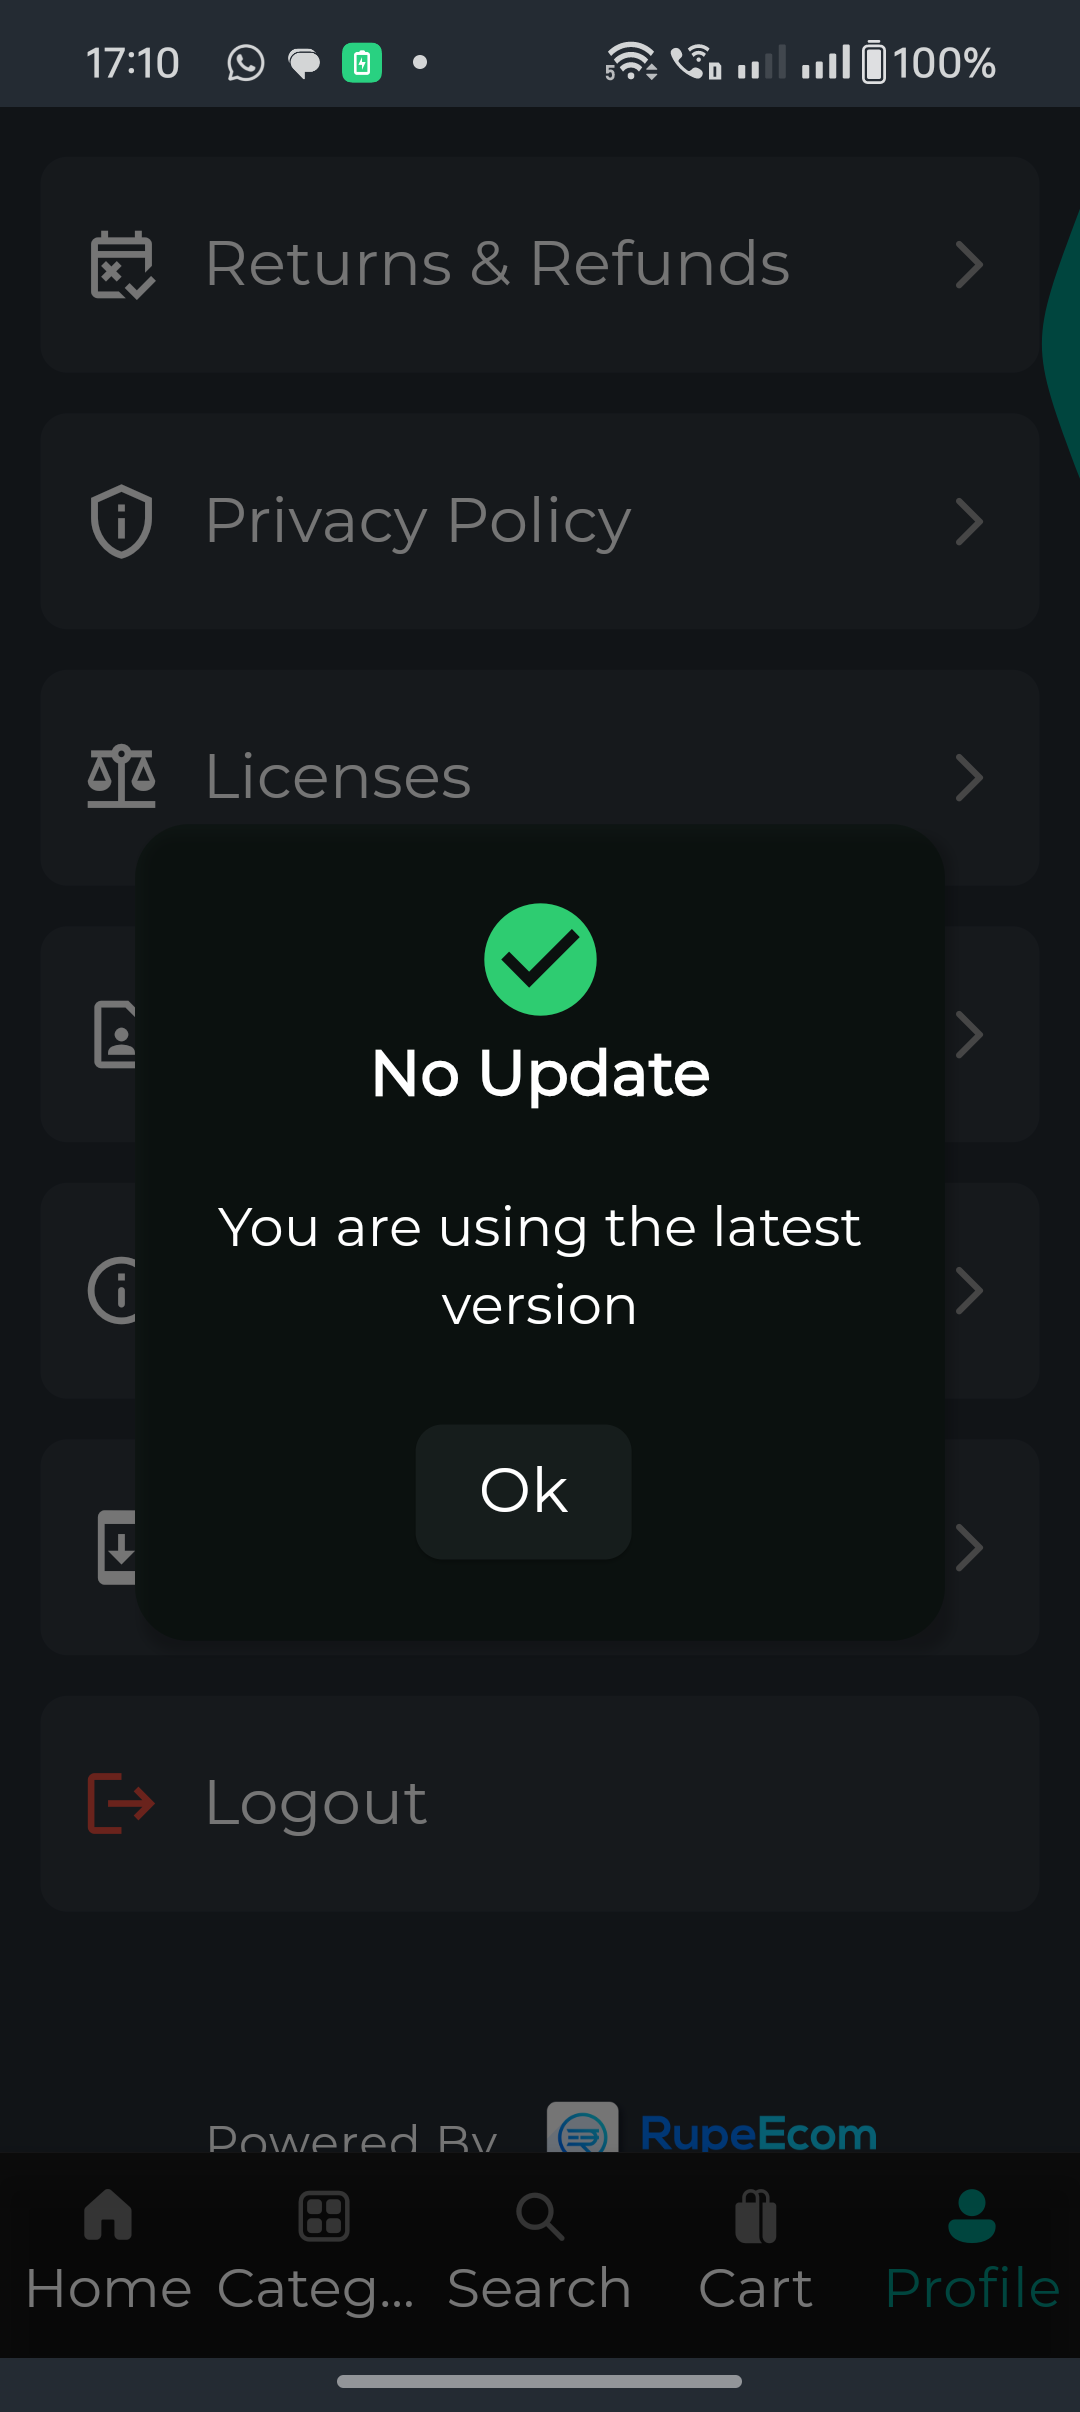 17:10
5
100%
Returns & Refunds
Privacy Policy
Licenses
No Update
You are using the latest
version
Ok
Logout
Powered By RupeEcom
Home Categ... Search Cart Profile